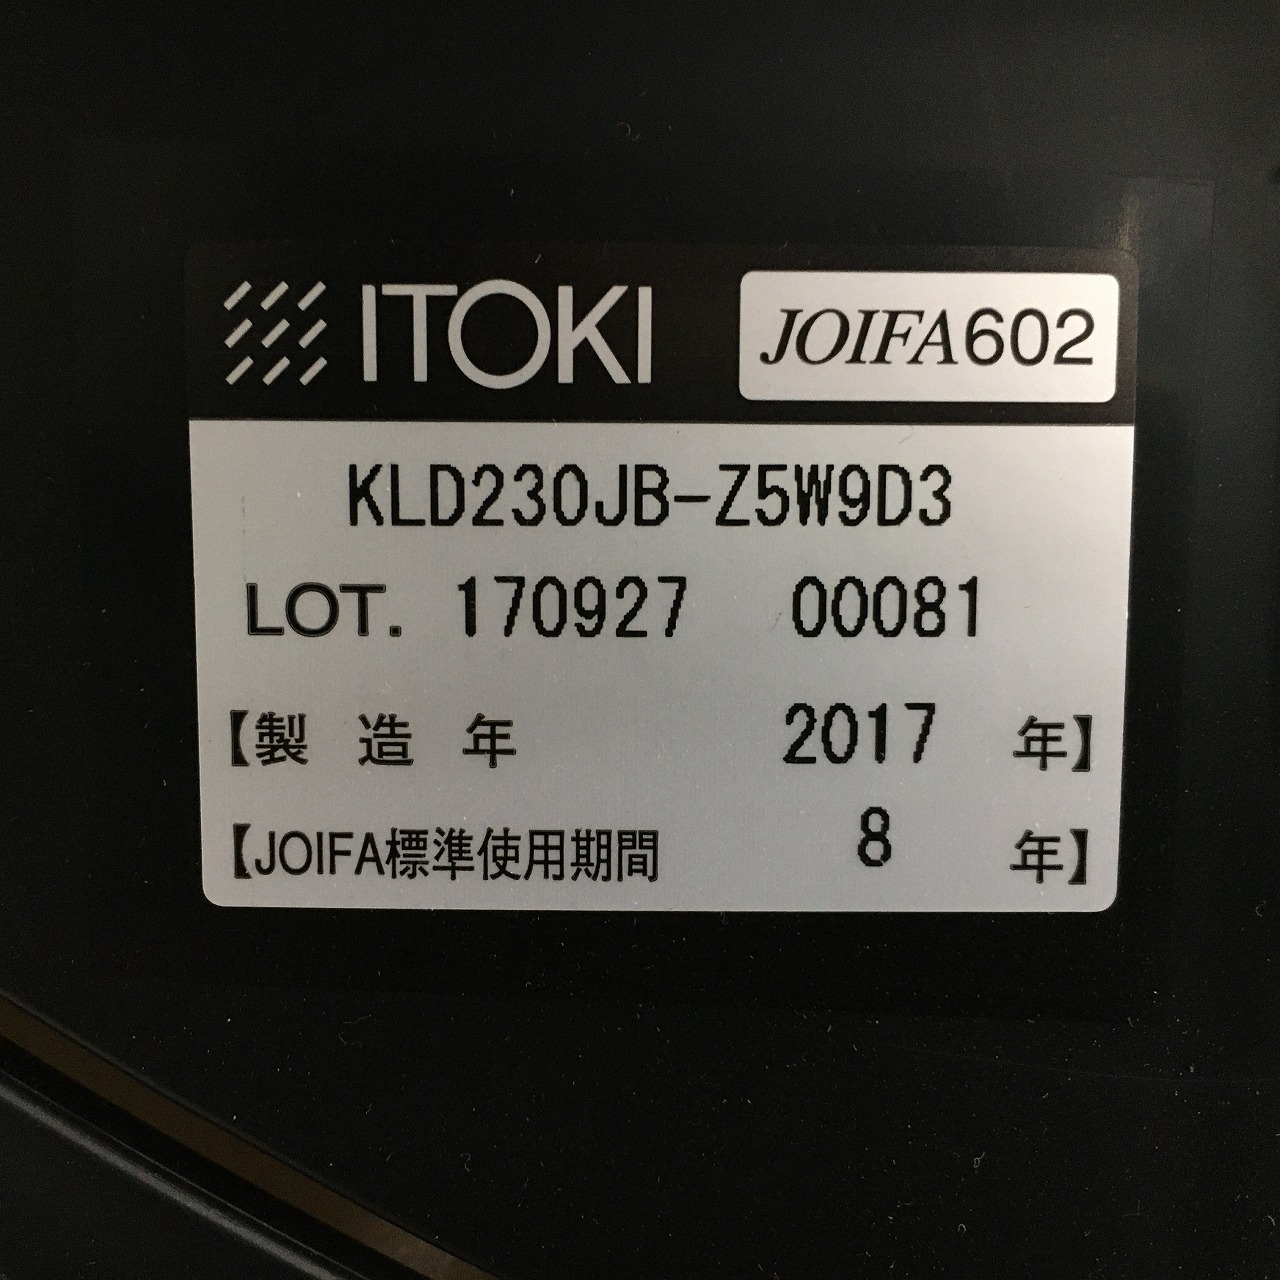 ITOKI JOIFA602
KLD230JB-Z5W9D3
LOT. 170927 00081
【製造年 2017 年】
【JOIFA標準使用期間 8 年】